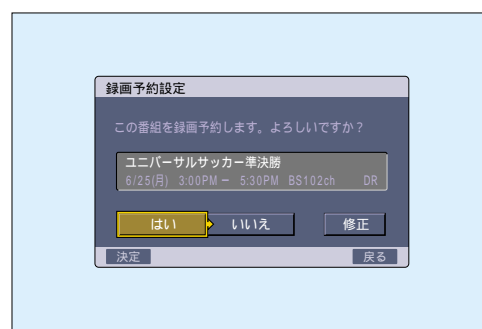 録画予約設定
この番組を録画予約します。よろしいですか？
ユニバーサルサッカー準決勝
6/25(月) 3:00PM－ 5:30PM BS102ch DR
はい いいえ 修正
決定 戻る